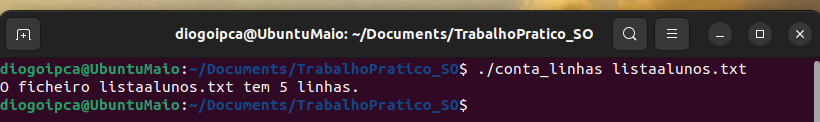 diogoipca@UbuntuMaio: ~/Documents/TrabalhoPratico_SO
diogoipca@UbuntuMaio:~/Documents/TrabalhoPratico_SO$ ./conta_linhas listaalunos.txt
O ficheiro listaalunos.txt tem 5 linhas.
diogoipca@UbuntuMaio:~/Documents/TrabalhoPratico_SO$